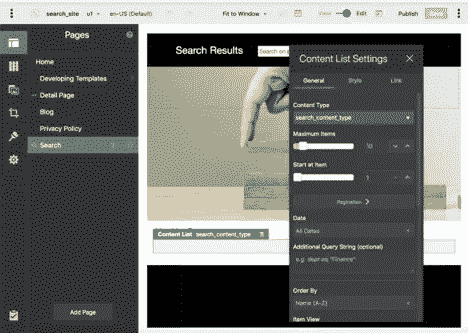 search_site u1 en-US (Default) Fit to Window View Edit Publish
Pages
Home
Developing Templates
Detail Page
Blog
Privacy Policy
Search
Add Page
Search Results
Search on p
Content List search_content_type
Content List Settings
General Style Link
Content Type
search_content_type
Maximum Items
10
Start at Item
1
Pagination
Date
All Dates
Additional Query String (optional)
e.g. dept eq "Finance"
Order By
Name (A-Z)
Item View